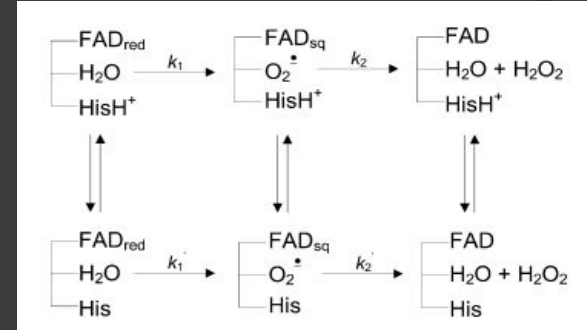 FADred FADsq FAD
H₂O k₁ O₂•− k₂ H₂O + H₂O₂
HisH⁺ HisH⁺ HisH⁺
FADred FADsq FAD
H₂O k₁' O₂•− k₂' H₂O + H₂O₂
His His His